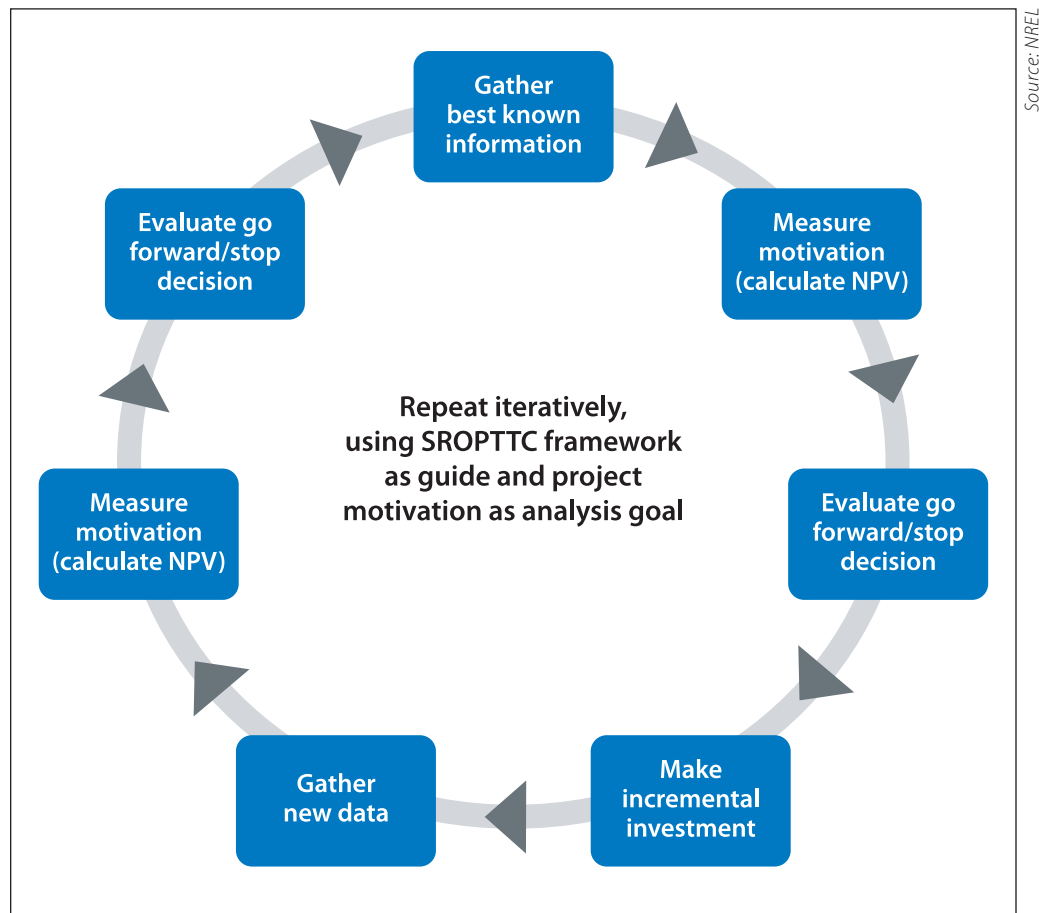 Gather
best known
information
Measure
motivation
(calculate NPV)
Evaluate go
forward/stop
decision
Make
incremental
investment
Gather
new data
Measure
motivation
(calculate NPV)
Evaluate go
forward/stop
decision
Repeat iteratively,
using SROPTTC framework
as guide and project
motivation as analysis goal
Source: NREL